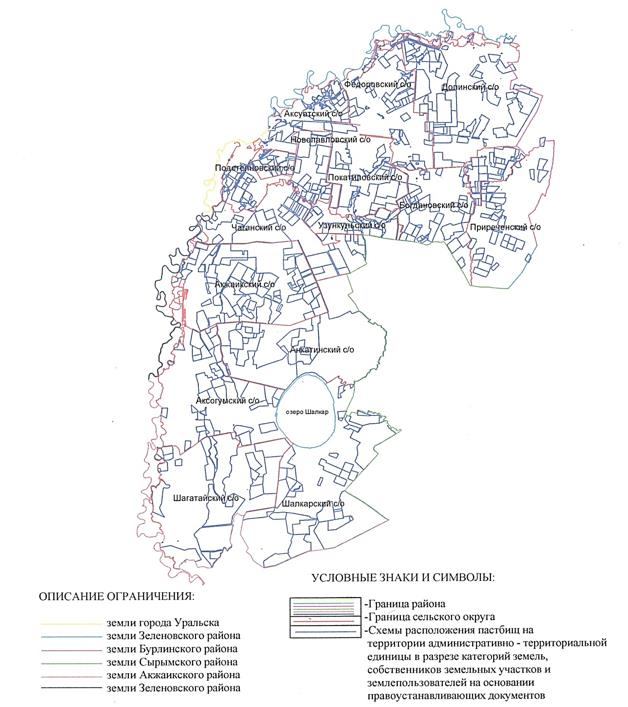 Федоровский с/о
Долинский с/о
Аксуатский с/о
Новопавловский с/о
Подстепновский с/о
Покатиловский с/о
Богдановский с/о
Чаганский с/о
Узункульский с/о
Приреченский с/о
Акжаикский с/о
Анкатинский с/о
Аксогумский с/о
озеро Шалкар
Шагатайский с/о
Шалкарский с/о
УСЛОВНЫЕ ЗНАКИ И СИМВОЛЫ:
-Граница района
-Граница сельского округа
-Схемы расположения пастбищ на
территории административно - территориальной
единицы в разрезе категорий земель,
собственников земельных участков и
землепользователей на основании
правоустанавливающих документов
ОПИСАНИЕ ОГРАНИЧЕНИЯ:
земли города Уральска
земли Зеленовского района
земли Бурлинского района
земли Сырымского района
земли Акжаикского района
земли Зеленовского района